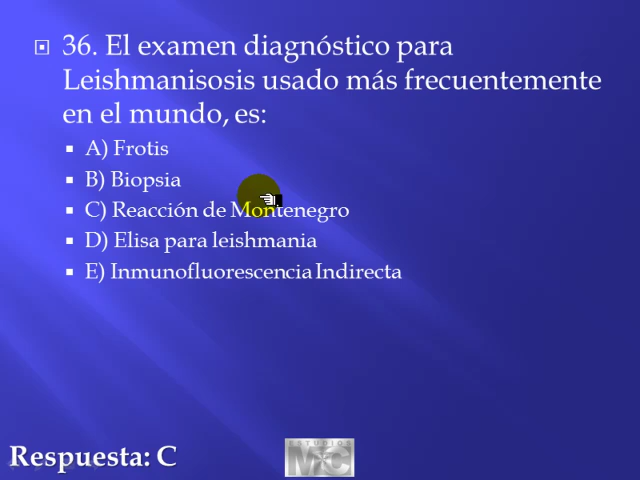 36. El examen diagnóstico para
Leishmanisosis usado más frecuentemente
en el mundo, es:
A) Frotis
B) Biopsia
C) Reacción de Montenegro
D) Elisa para leishmania
E) Inmunofluorescencia Indirecta
Respuesta: C
ESTUDIOS
MC